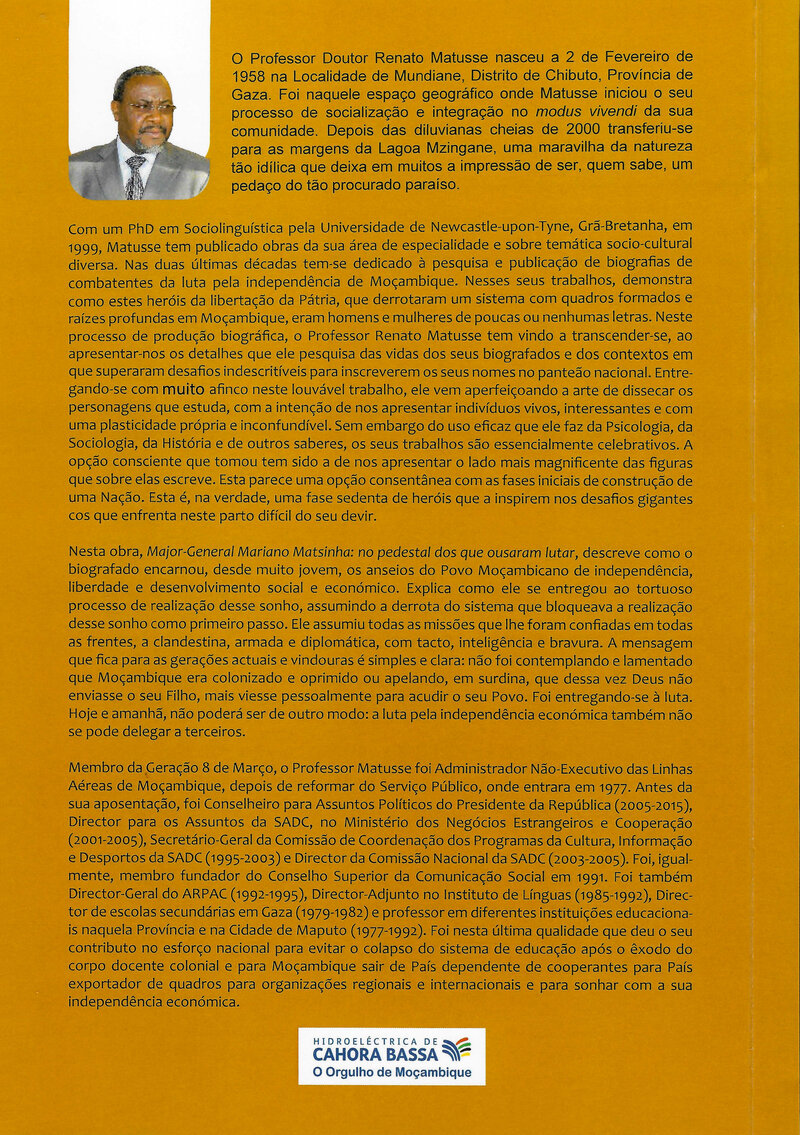 O Professor Doutor Renato Matusse nasceu a 2 de Fevereiro de
1958 na Localidade de Mundiane, Distrito de Chibuto, Província de
Gaza. Foi naquele espaço geográfico onde Matusse iniciou o seu
processo de socialização e integração no modus vivendi da sua
comunidade. Depois das diluvianas cheias de 2000 transferiu-se
para as margens da Lagoa Mzingane, uma maravilha da natureza
tão idílica que deixa em muitos a impressão de ser, quem sabe, um
pedaço do tão procurado paraíso.
Com um PhD em Sociolinguística pela Universidade de Newcastle-upon-Tyne, Grã-Bretanha, em
1999, Matusse tem publicado obras da sua área de especialidade e sobre temática socio-cultural
diversa. Nas duas últimas décadas tem-se dedicado à pesquisa e publicação de biografias de
combatentes da luta pela independência de Moçambique. Nesses seus trabalhos, demonstra
como estes heróis da libertação da Pátria, que derrotaram um sistema com quadros formados e
raízes profundas em Moçambique, eram homens e mulheres de poucas ou nenhumas letras. Neste
processo de produção biográfica, o Professor Renato Matusse tem vindo a transcender-se, ao
apresentar-nos os detalhes que ele pesquisa das vidas dos seus biografados e dos contextos em
que superaram desafios indescritíveis para inscreverem os seus nomes no panteão nacional. Entre-
gando-se com muito afinco neste louvável trabalho, ele vem aperfeiçoando a arte de dissecar os
personagens que estuda, com a intenção de nos apresentar indivíduos vivos, interessantes e com
uma plasticidade própria e inconfundível. Sem embargo do uso eficaz que ele faz da Psicologia, da
Sociologia, da História e de outros saberes, os seus trabalhos são essencialmente celebrativos. A
opção consciente que tomou tem sido a de nos apresentar o lado mais magnificente das figuras
que sobre elas escreve. Esta parece uma opção consentânea com as fases iniciais de construção de
uma Nação. Esta é, na verdade, uma fase sedenta de heróis que a inspirem nos desafios gigantes
cos que enfrenta neste parto difícil do seu devir.
Nesta obra, Major-General Mariano Matsinha: no pedestal dos que ousaram lutar, descreve como o
biografado encarnou, desde muito jovem, os anseios do Povo Moçambicano de independência,
liberdade e desenvolvimento social e económico. Explica como ele se entregou ao tortuoso
processo de realização desse sonho, assumindo a derrota do sistema que bloqueava a realização
desse sonho como primeiro passo. Ele assumiu todas as missões que lhe foram confiadas em todas
as frentes, a clandestina, armada e diplomática, com tacto, inteligência e bravura. A mensagem
que fica para as gerações actuais e vindouras é simples e clara: não foi contemplando e lamentado
que Moçambique era colonizado e oprimido ou apelando, em surdina, que dessa vez Deus não
enviasse o seu Filho, mais viesse pessoalmente para acudir o seu Povo. Foi entregando-se à luta.
Hoje e amanhã, não poderá ser de outro modo: a luta pela independência económica também não
se pode delegar a terceiros.
Membro da Geração 8 de Março, o Professor Matusse foi Administrador Não-Executivo das Linhas
Aéreas de Moçambique, depois de reformar do Serviço Público, onde entrara em 1977. Antes da
sua aposentação, foi Conselheiro para Assuntos Políticos do Presidente da República (2005-2015),
Director para os Assuntos da SADC, no Ministério dos Negócios Estrangeiros e Cooperação
(2001-2005), Secretário-Geral da Comissão de Coordenação dos Programas da Cultura, Informação
e Desportos da SADC (1995-2003) e Director da Comissão Nacional da SADC (2003-2005). Foi, igual-
mente, membro fundador do Conselho Superior da Comunicação Social em 1991. Foi também
Director-Geral do ARPAC (1992-1995), Director-Adjunto no Instituto de Línguas (1985-1992), Direc-
tor de escolas secundárias em Gaza (1979-1982) e professor em diferentes instituições educaciona-
is naquela Província e na Cidade de Maputo (1977-1992). Foi nesta última qualidade que deu o seu
contributo no esforço nacional para evitar o colapso do sistema de educação após o êxodo do
corpo docente colonial e para Moçambique sair de País dependente de cooperantes para País
exportador de quadros para organizações regionais e internacionais e para sonhar com a sua
independência económica.
HIDROELÉCTRICA DE
CAHORA BASSA
O Orgulho de Moçambique